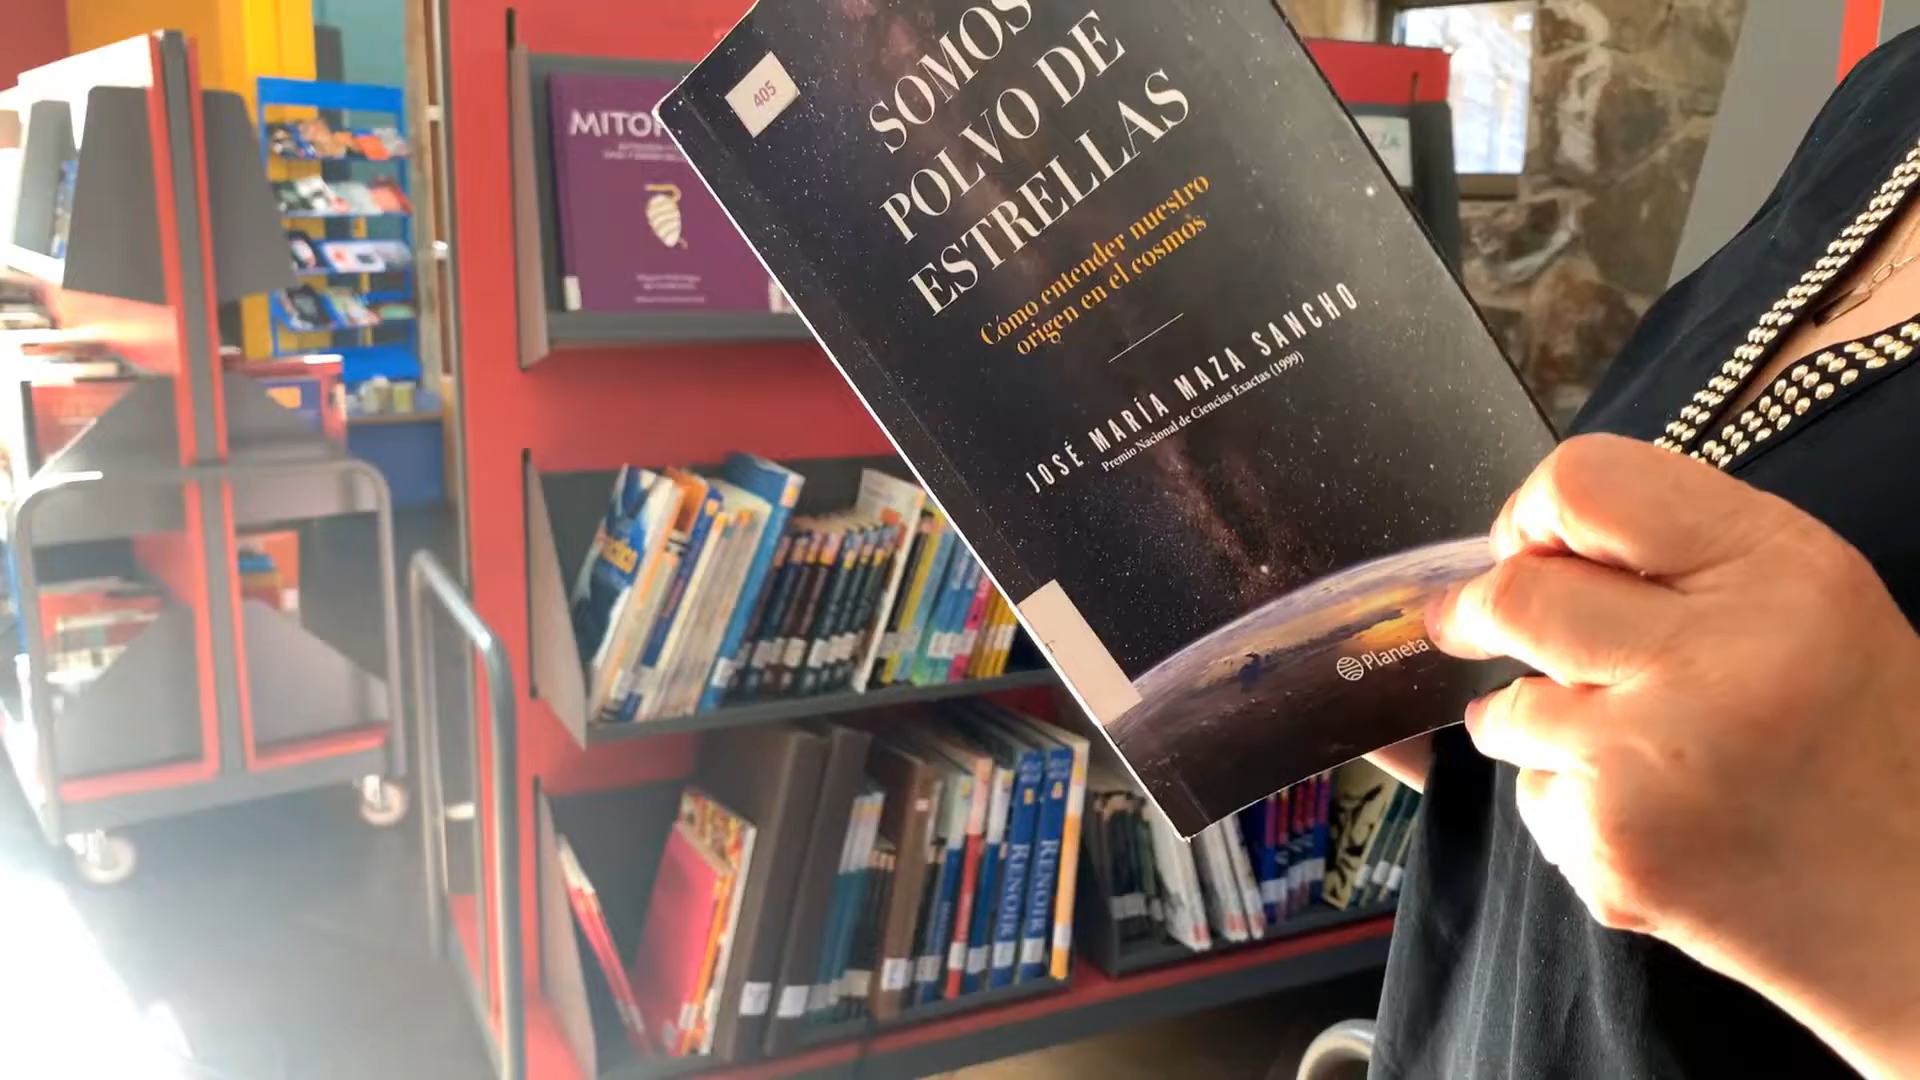 405
SOMOS
POLVO DE
ESTRELLAS
Cómo entender nuestro
origen en el cosmos
JOSÉ MARÍA MAZA SANCHO
Premio Nacional de Ciencias Exactas (1999)
Planeta
MITO
RENOIR
RENOIR